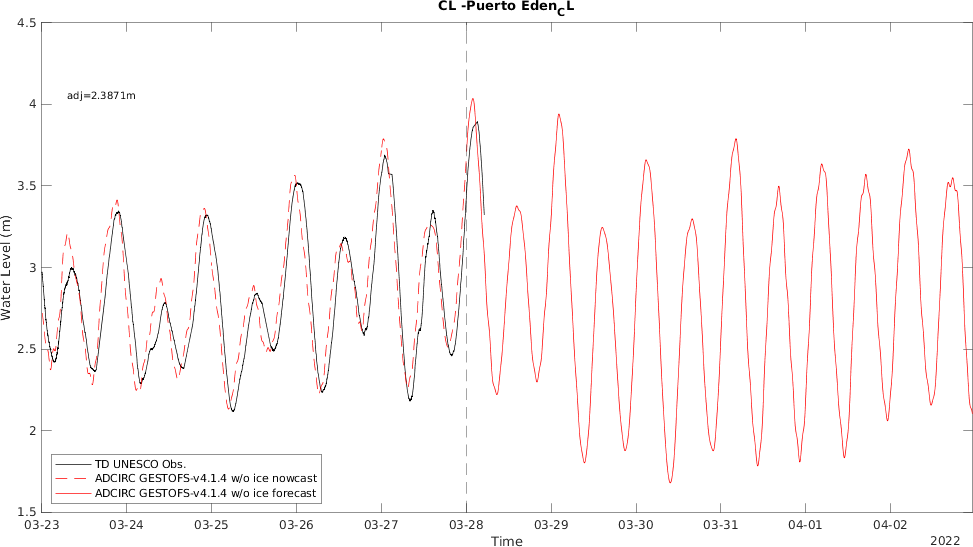 CL -Puerto Eden_CL
4.5
4
3.5
3
2.5
2
1.5
Water Level (m)
adj=2.3871m
TD UNESCO Obs.
ADCIRC GESTOFS-v4.1.4 w/o ice nowcast
ADCIRC GESTOFS-v4.1.4 w/o ice forecast
03-23 03-24 03-25 03-26 03-27 03-28 03-29 03-30 03-31 04-01 04-02
Time
2022